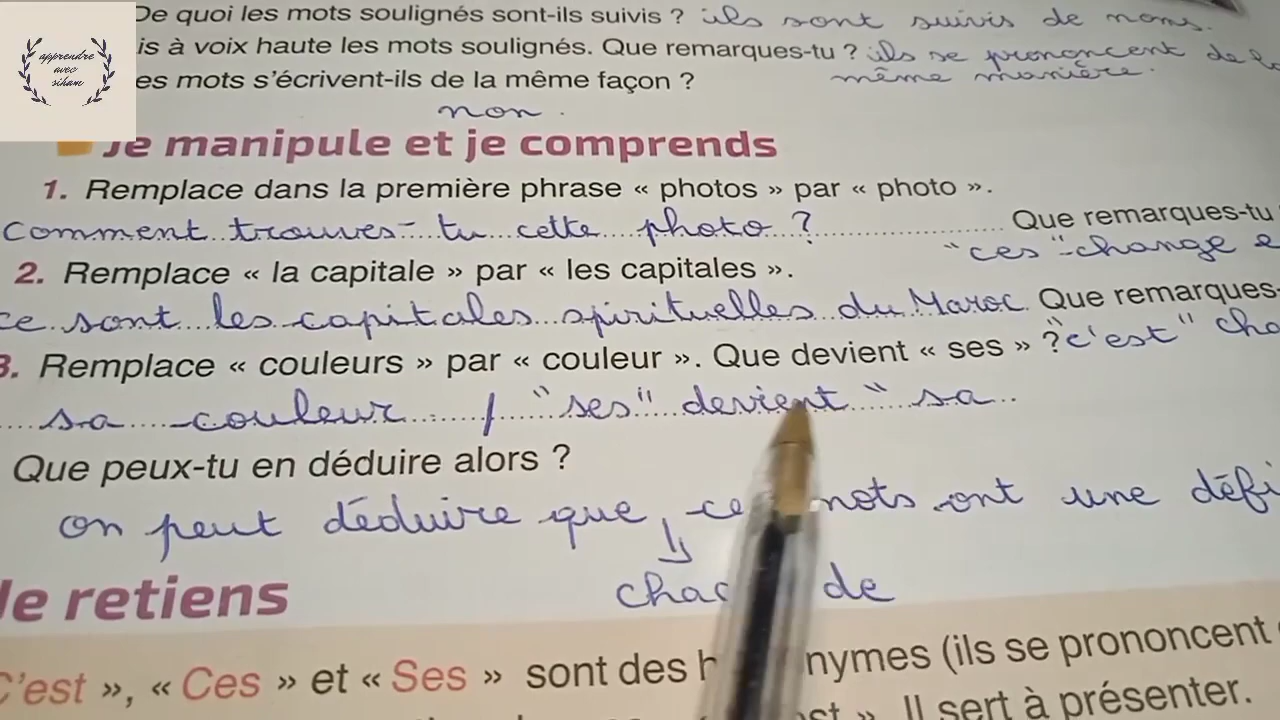 apprendre
avec
siham
De quoi les mots soulignés sont-ils suivis ? ils sont suivis de noms.
is à voix haute les mots soulignés. Que remarques-tu ? ils se prononcent de la
même manière.
es mots s'écrivent-ils de la même façon ?
non.
Je manipule et je comprends
1. Remplace dans la première phrase « photos » par « photo ».
comment trouves-tu cette photo ? Que remarques-tu
"ces" change e
2. Remplace « la capitale » par « les capitales ».
ce sont les capitales spirituelles du Maroc. Que remarques-
3. Remplace « couleurs » par « couleur ». Que devient « ses » ? "c'est" cha
sa couleur / "ses" devient " sa
Que peux-tu en déduire alors ?
on peut déduire que mots ont une défi
de
Je retiens
C'est », « Ces » et « Ses » sont des h nymes (ils se prononcent
st ». Il sert à présenter.